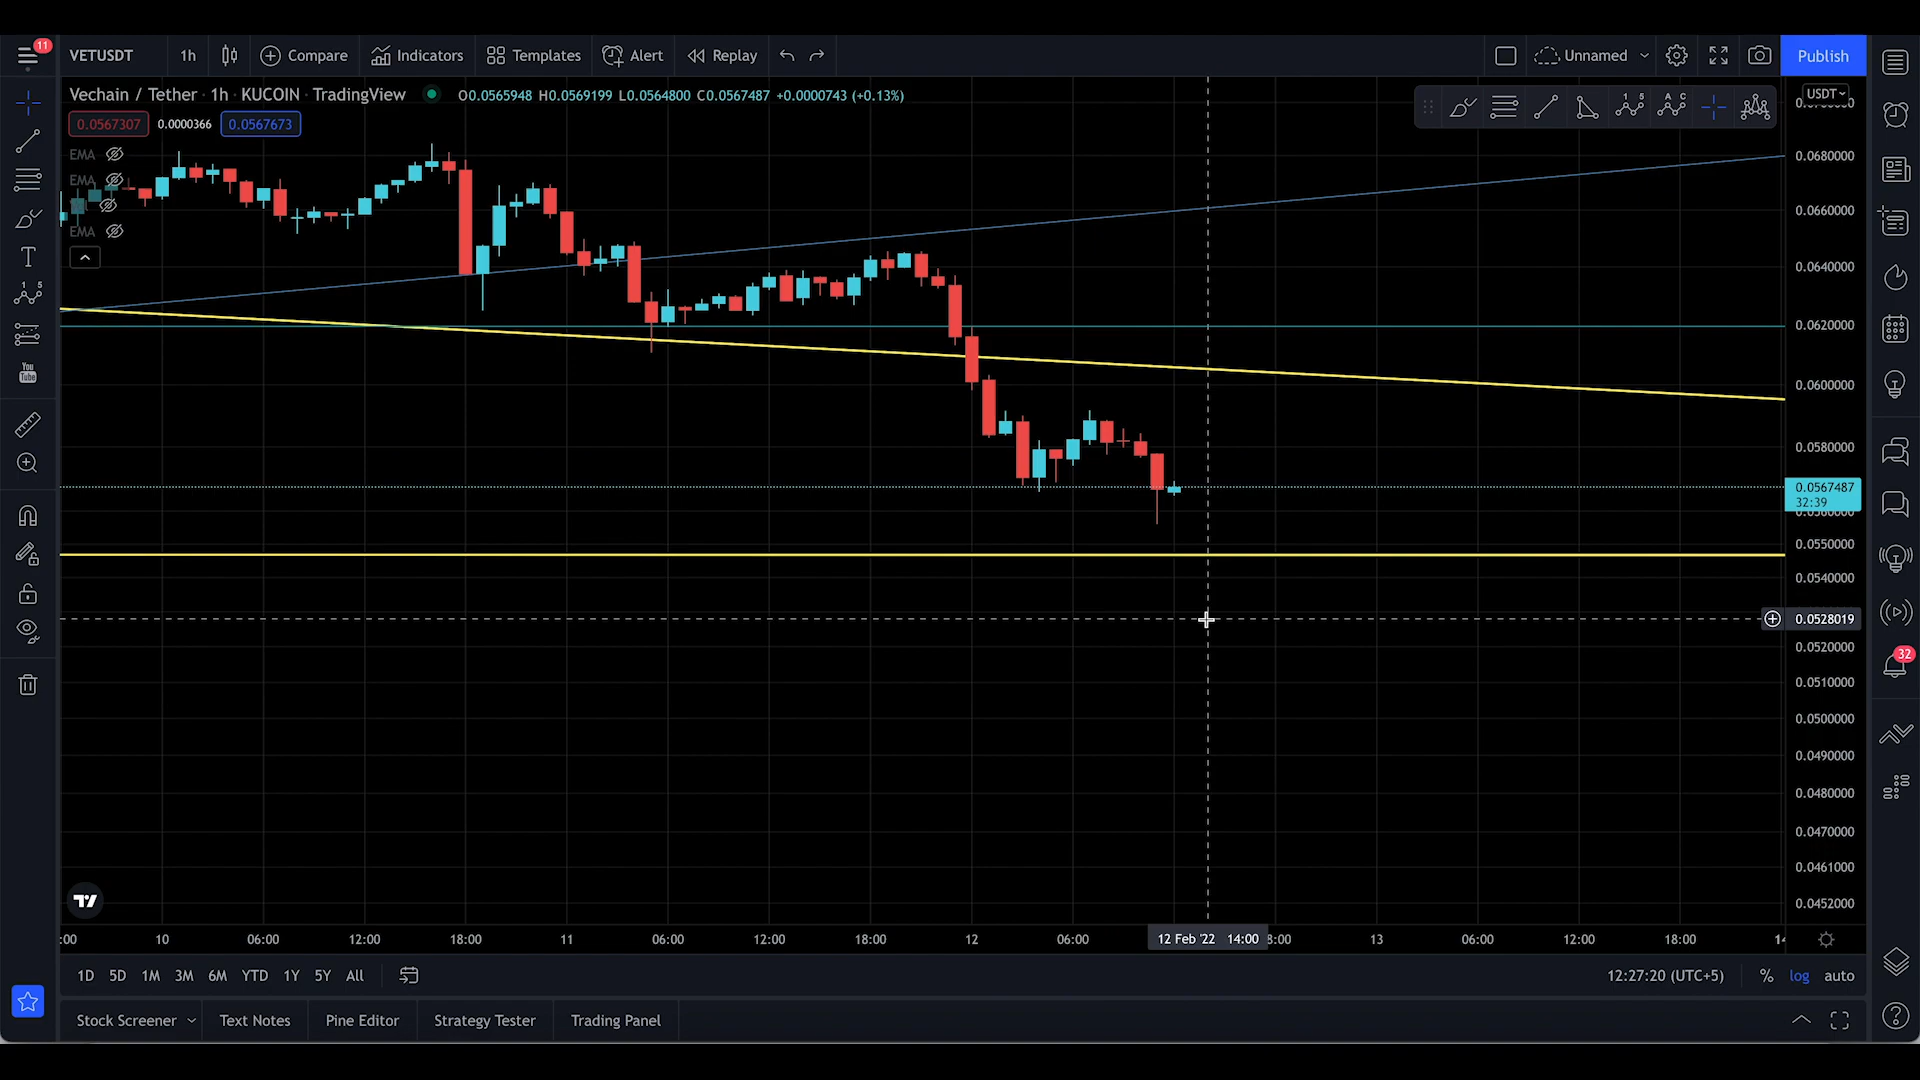 11
VETUSDT 1h Compare Indicators Templates Alert Replay Unnamed Publish
Vechain / Tether · 1h · KUCOIN · TradingView O0.0565948 H0.0569199 L0.0564800 C0.0567487 +0.0000743 (+0.13%)
USDT
0.0567307 0.0000366 0.0567673
EMA
EMA
EMA
0.0680000
0.0660000
0.0640000
0.0620000
0.0600000
0.0580000
0.0567487
32:39
0.0550000
0.0540000
0.0528019
0.0520000
0.0510000
0.0500000
0.0490000
0.0480000
0.0470000
0.0461000
0.0452000
32
You
Tube
:00 10 06:00 12:00 18:00 11 06:00 12:00 18:00 12 06:00 12 Feb '22 14:00 8:00 13 06:00 12:00 18:00
1D 5D 1M 3M 6M YTD 1Y 5Y All 12:27:20 (UTC+5) % log auto
Stock Screener Text Notes Pine Editor Strategy Tester Trading Panel